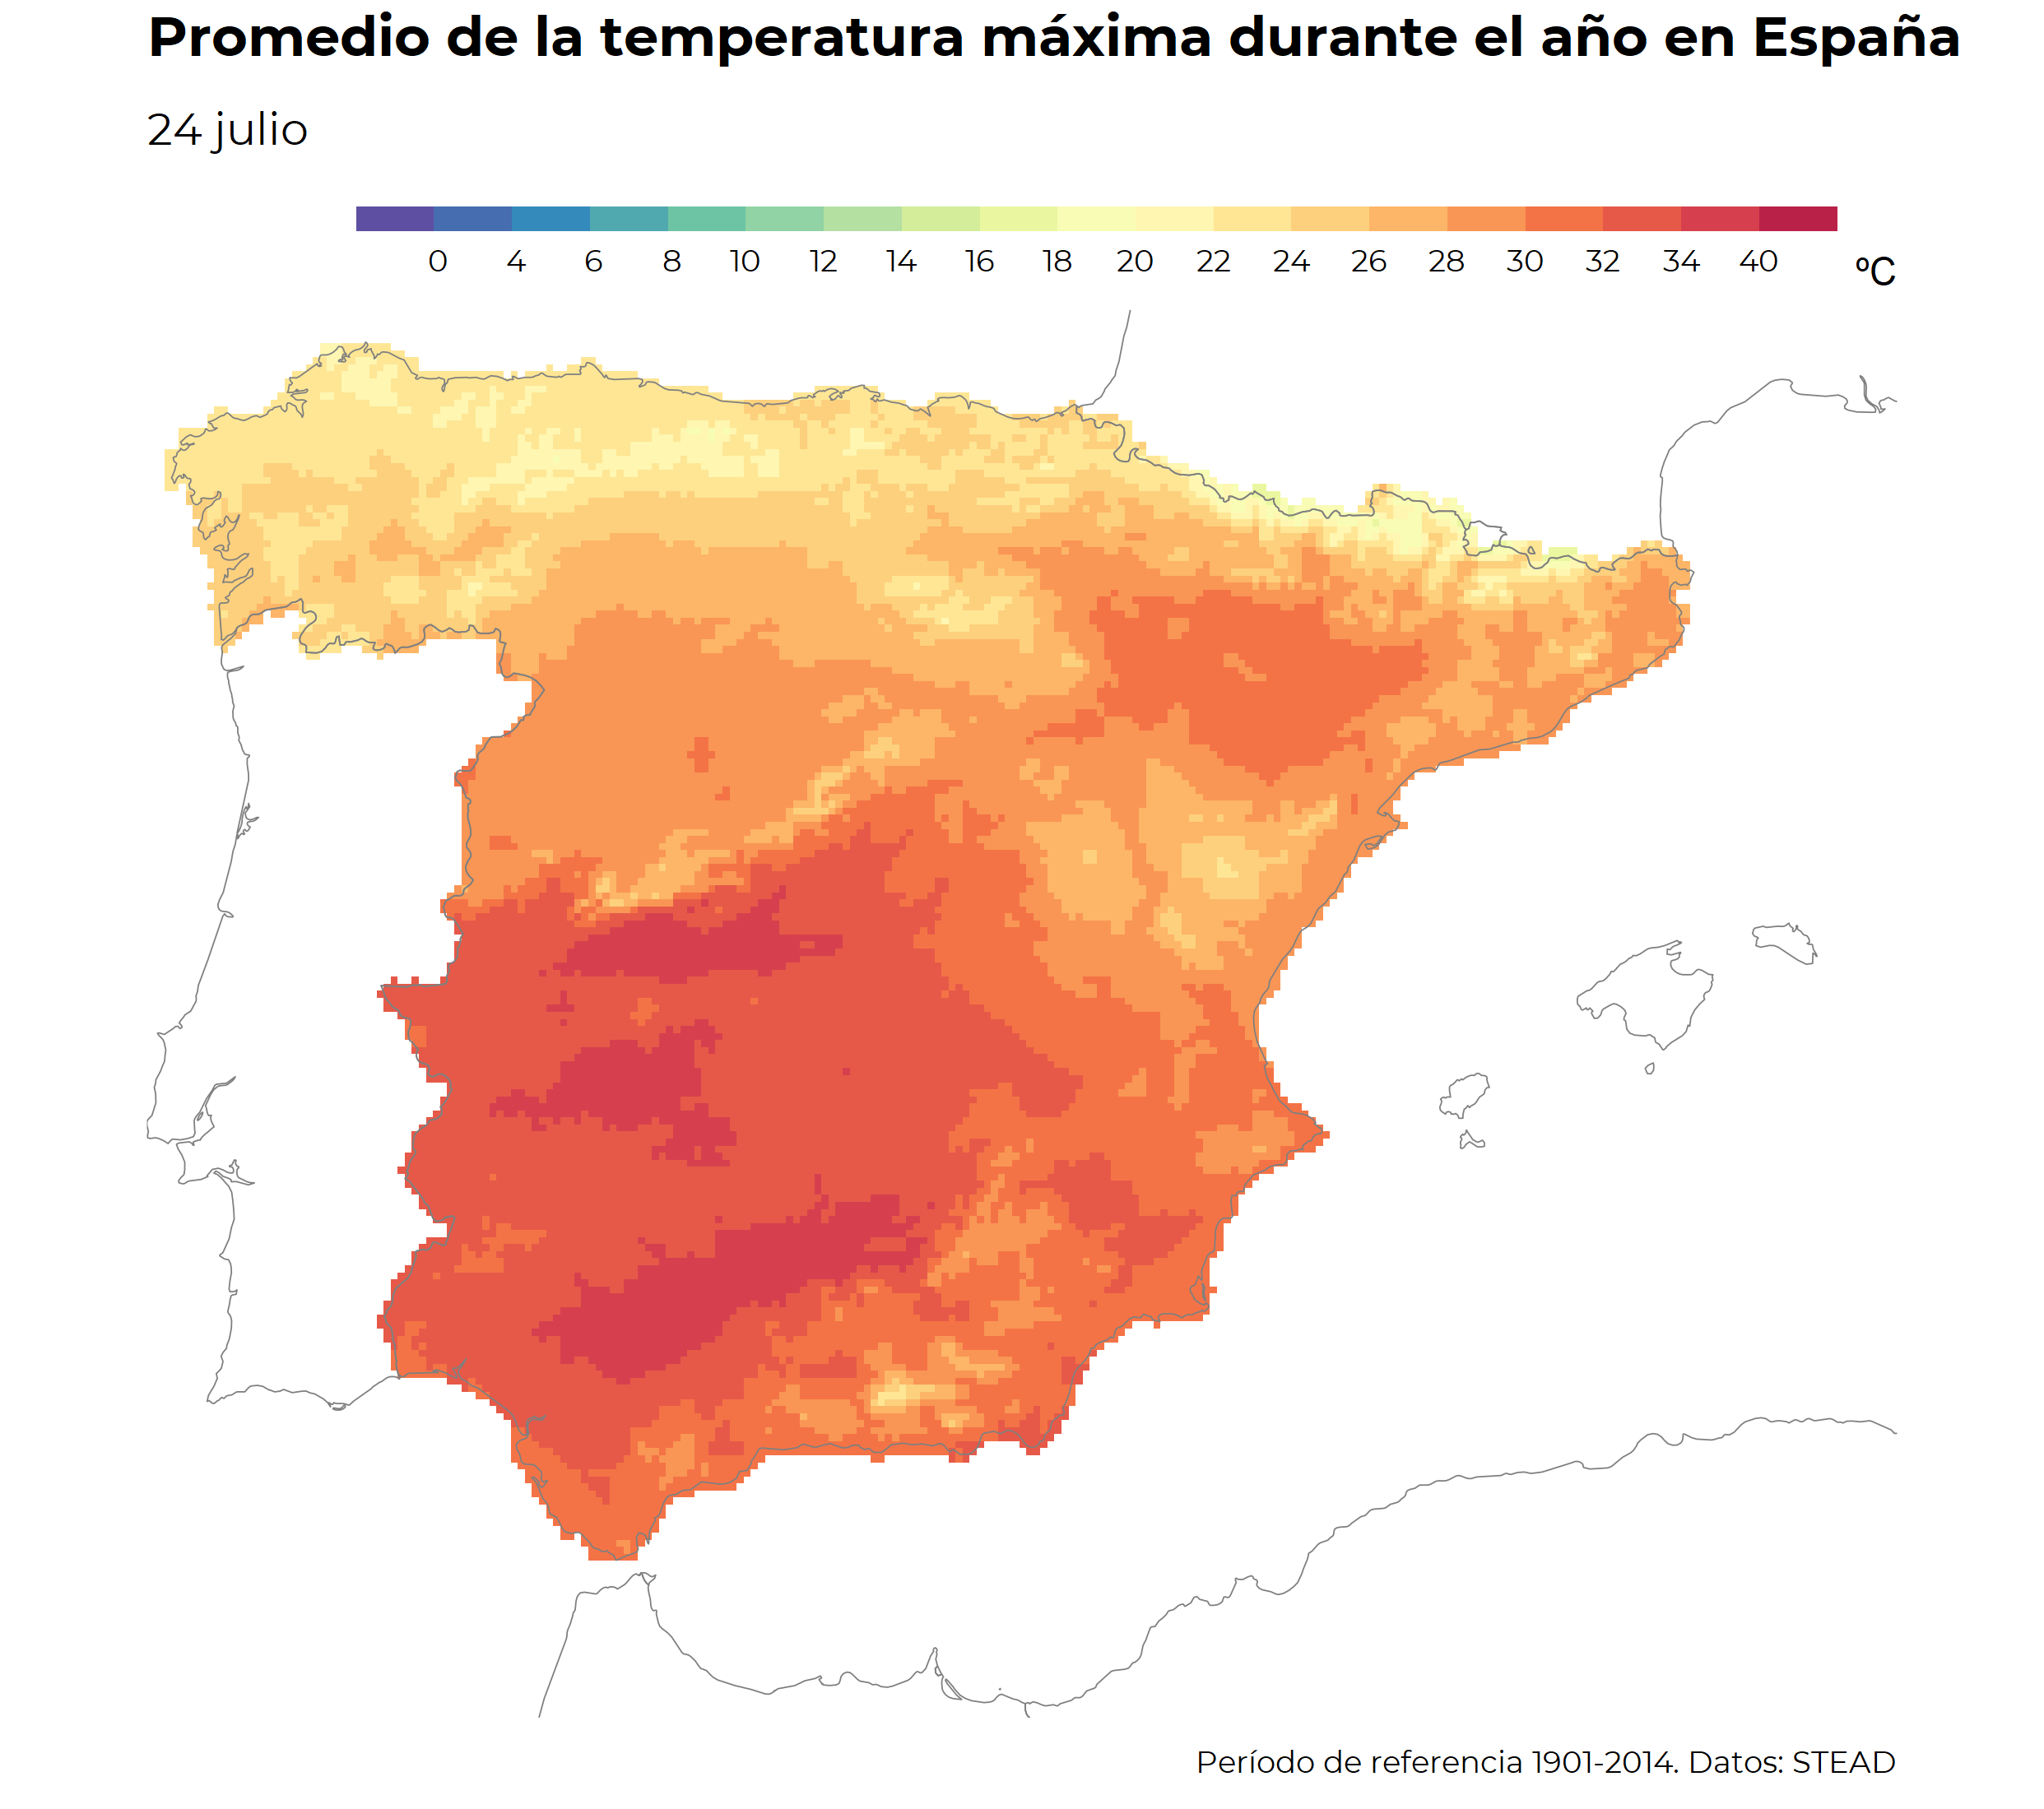 Promedio de la temperatura máxima durante el año en España
24 julio
0 4 6 8 10 12 14 16 18 20 22 24 26 28 30 32 34 40 ºC
Período de referencia 1901-2014. Datos: STEAD